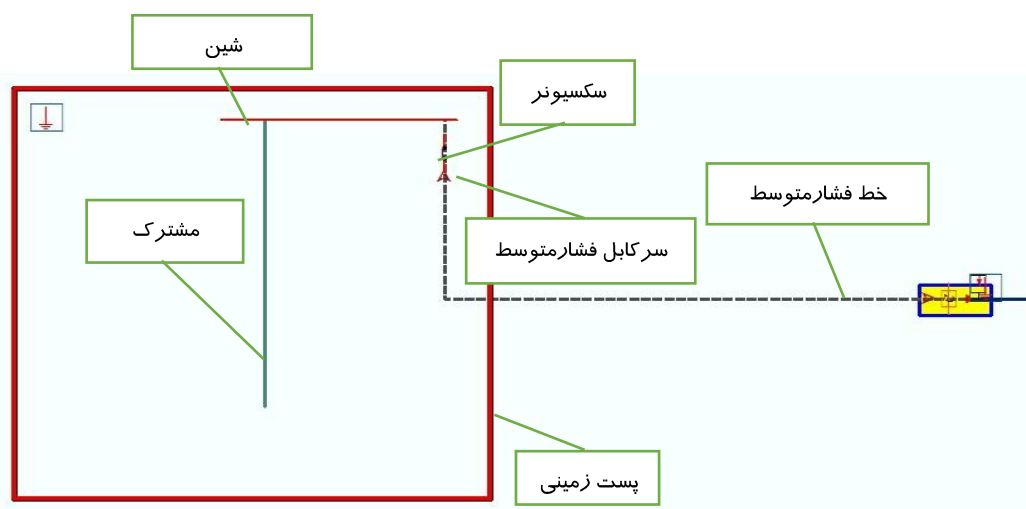 شین
سکسیونر
خط فشارمتوسط
مشترک
سرکابل فشارمتوسط
پست زمینی